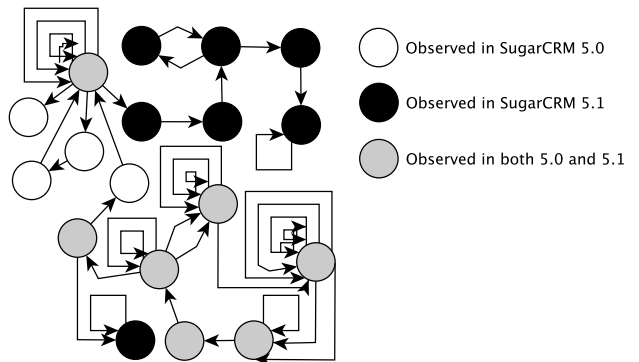 Observed in SugarCRM 5.0
Observed in SugarCRM 5.1
Observed in both 5.0 and 5.1